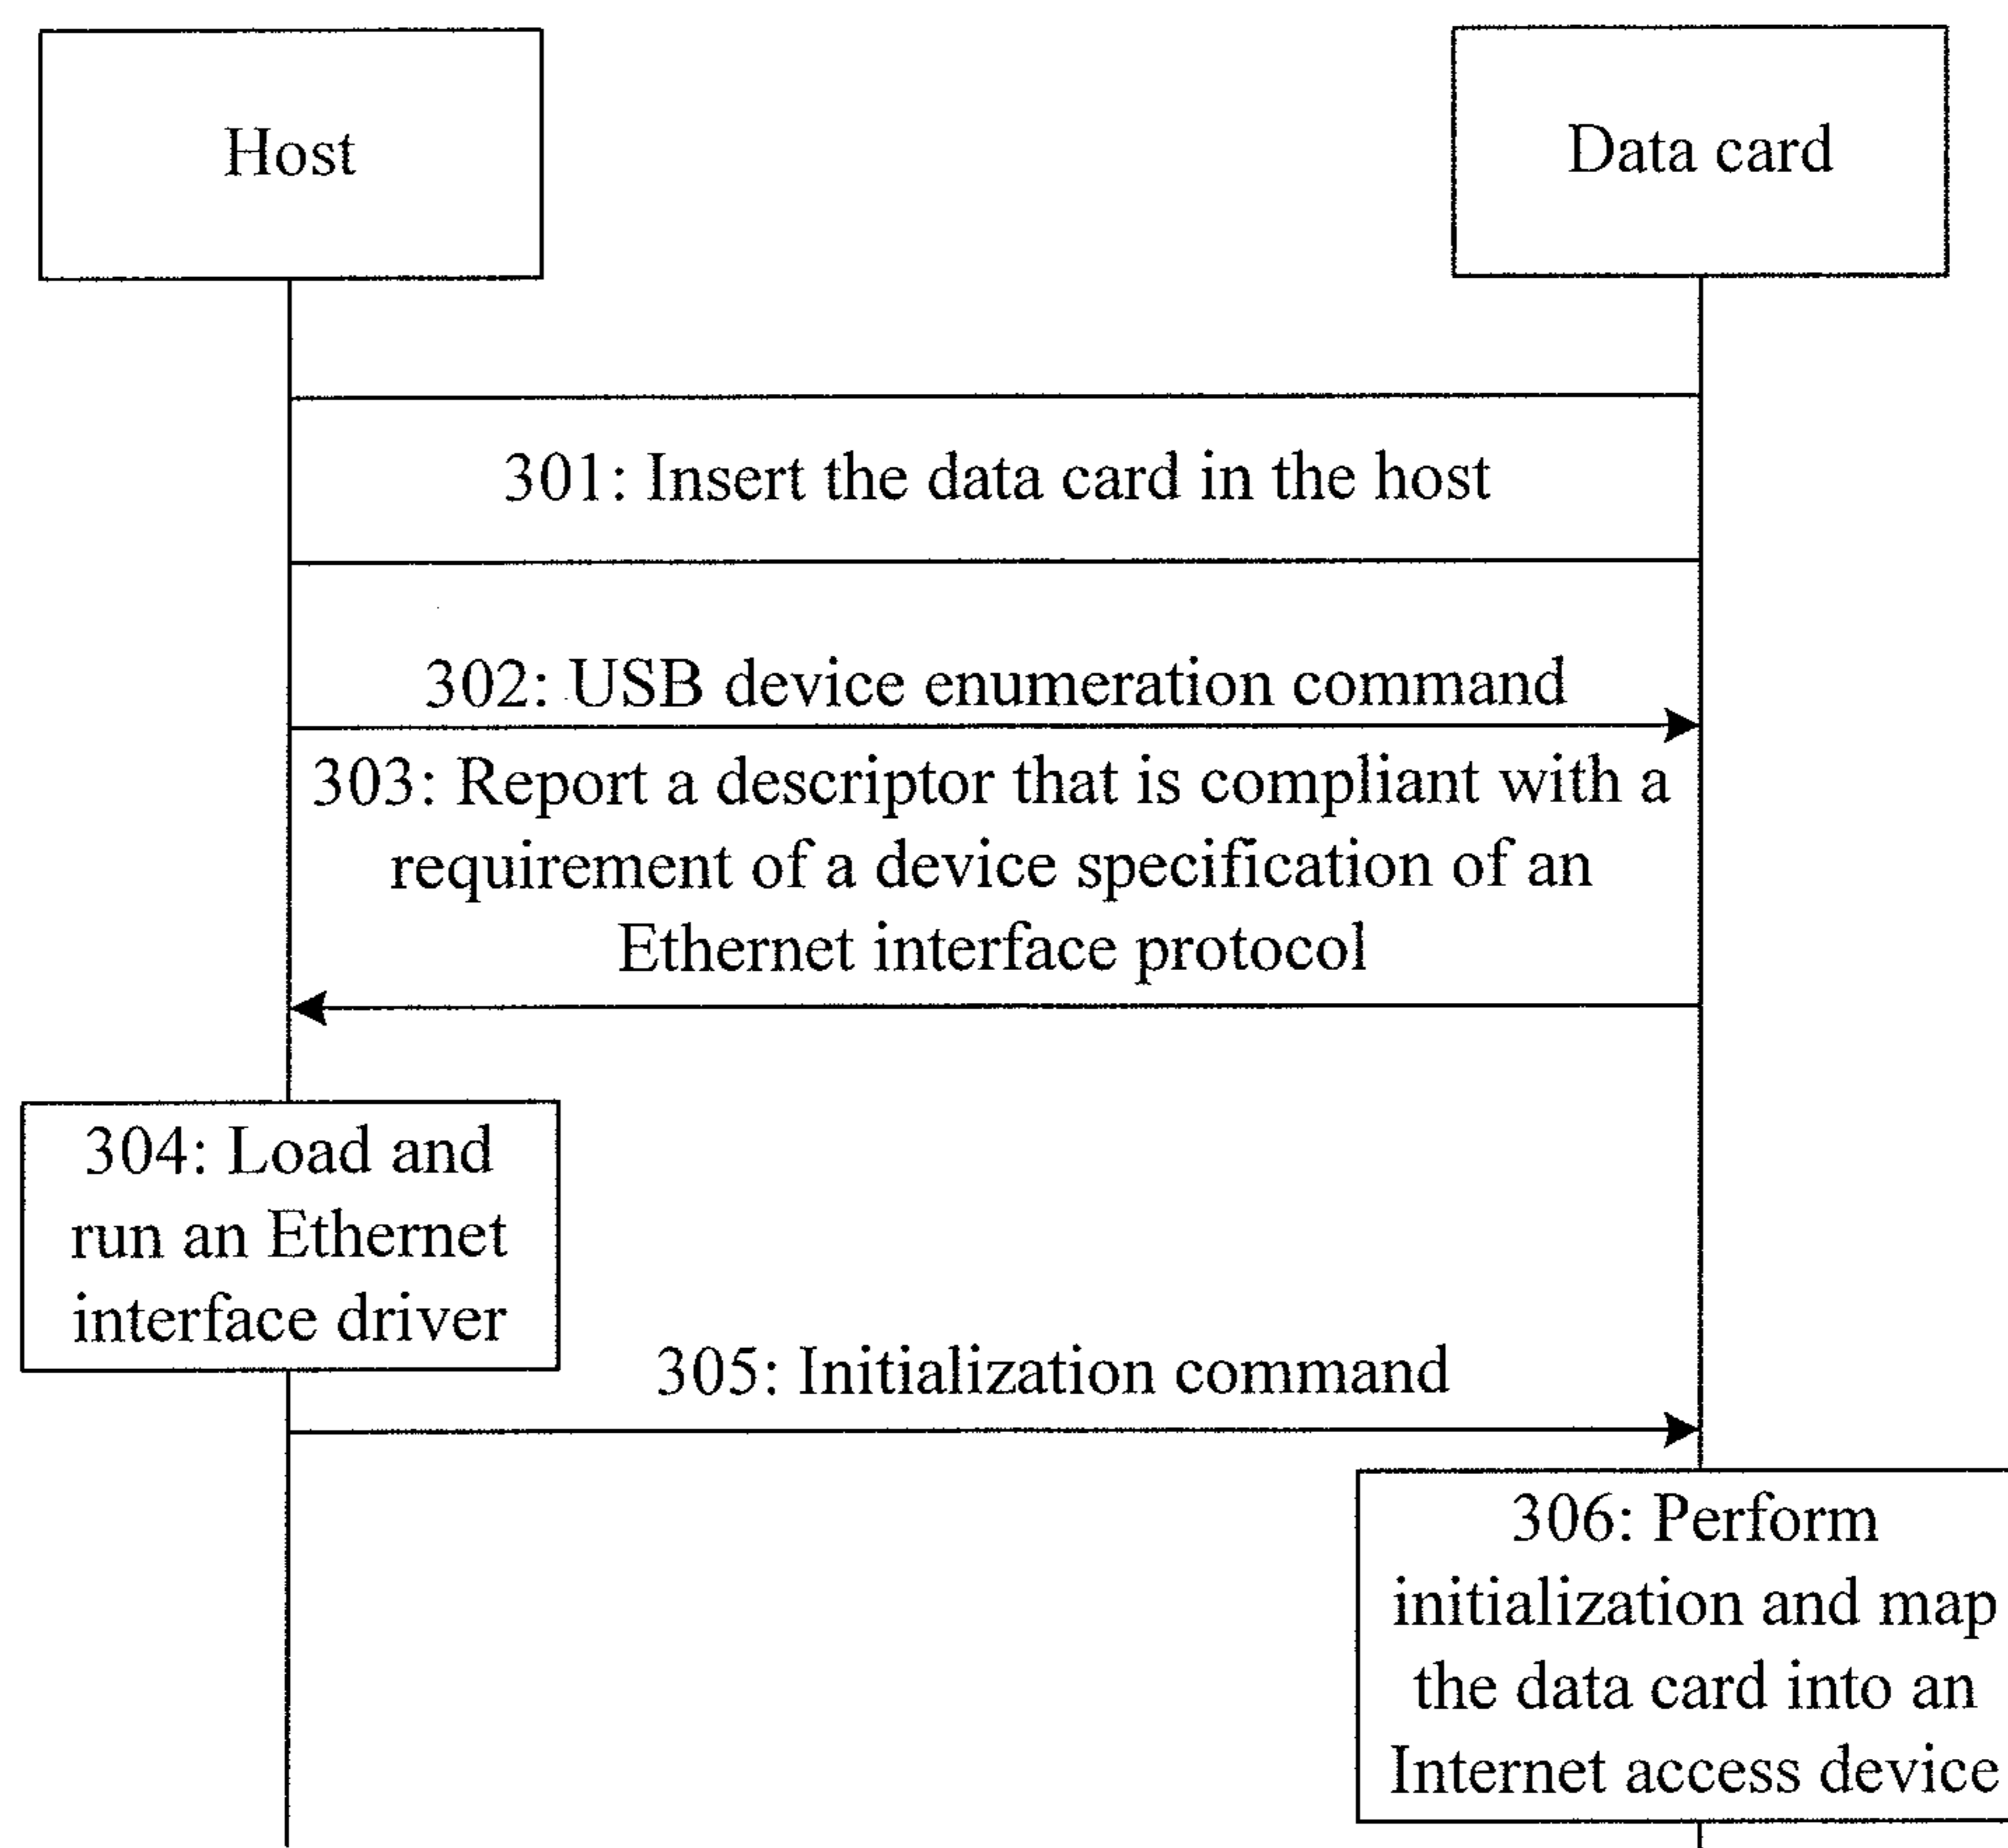 Host
Data card
301: Insert the data card in the host
302: USB device enumeration command
303: Report a descriptor that is compliant with a
requirement of a device specification of an
Ethernet interface protocol
304: Load and
run an Ethernet
interface driver
305: Initialization command
306: Perform
initialization and map
the data card into an
Internet access device